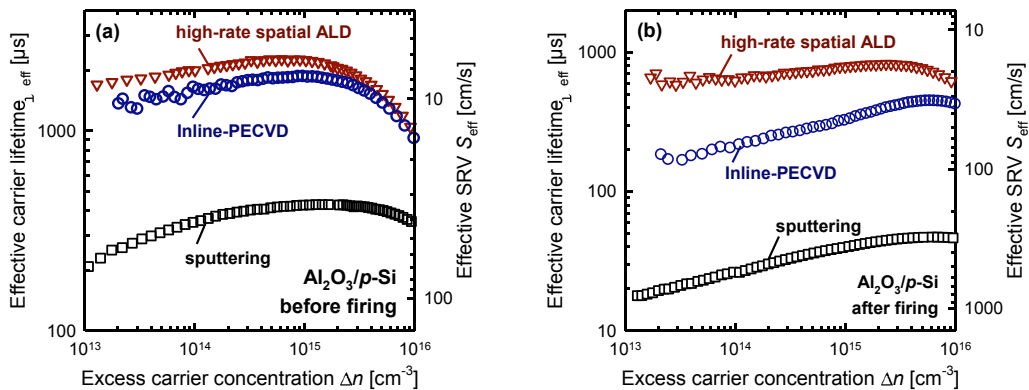 (a)
high-rate spatial ALD
Inline-PECVD
sputtering
Al2O3/p-Si
before firing
Effective carrier lifetime τeff [µs]
1000
100
10^13
10^14
10^15
10^16
Excess carrier concentration Δn [cm-3]
10
100
Effective SRV Seff [cm/s]
(b)
high-rate spatial ALD
Inline-PECVD
sputtering
Al2O3/p-Si
after firing
Effective carrier lifetime eff [µs]
1000
100
10
10^13
10^14
10^15
10^16
Excess carrier concentration Δn [cm-3]
10
100
1000
Effective SRV Seff [cm/s]